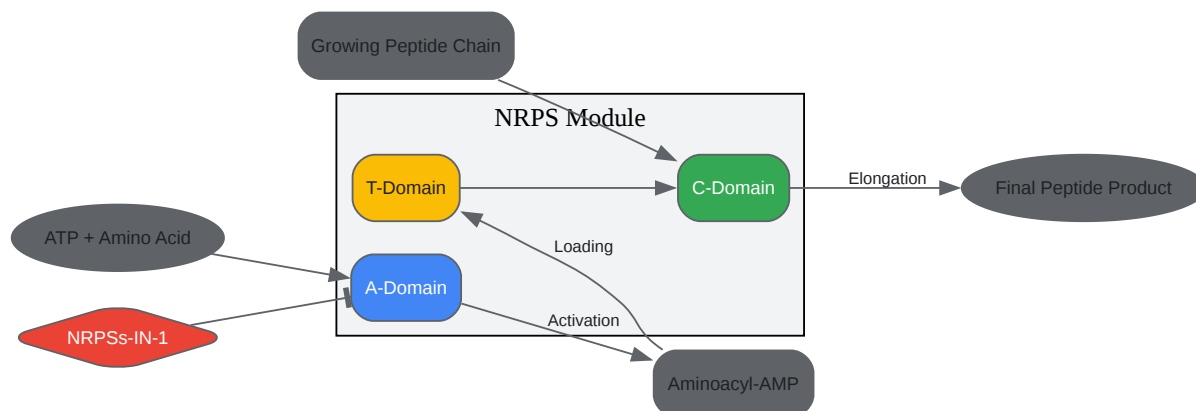 Growing Peptide Chain
NRPS Module
T-Domain
C-Domain
Elongation
Final Peptide Product
ATP + Amino Acid
Loading
A-Domain
Activation
NRPSs-IN-1
Aminoacyl-AMP